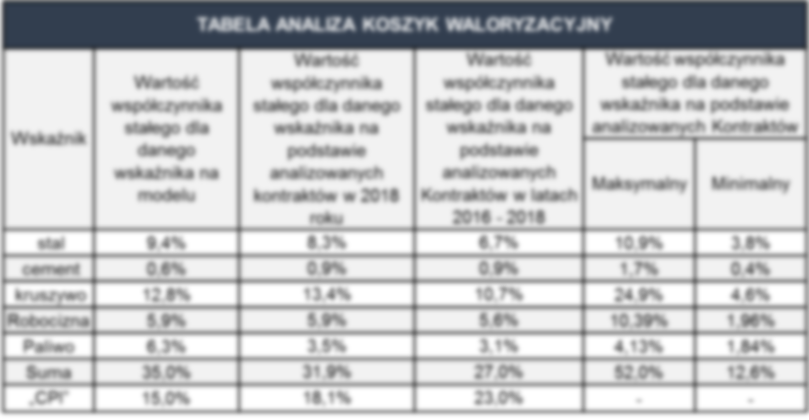 TABELA ANALIZA KOSZYK WALORYZACYJNY
Wskaźnik
Wartość
współczynnika
stałego dla
danego
wskaźnika na
modelu
Wartość
współczynnika
stałego dla danego
wskaźnika na
podstawie
analizowanych
kontraktów w 2018
roku
Wartość
współczynnika
stałego dla danego
wskaźnika na
podstawie
analizowanych
Kontraktów w latach
2016 - 2018
Wartość współczynnika
stałego dla danego
wskaźnika na podstawie
analizowanych Kontraktów
Maksymalny Minimalny
stal 9,4% 8,3% 6,7% 10,9% 3,8%
cement 0,6% 0,9% 0,9% 1,7% 0,4%
kruszywo 12,8% 13,4% 10,7% 24,9% 4,6%
Robocizna 5,9% 5,9% 5,6% 10,39% 1,96%
Paliwo 6,3% 3,5% 3,1% 4,13% 1,84%
Suma 35,0% 31,9% 27,0% 52,0% 12,6%
„CPI” 15,0% 18,1% 23,0% - -